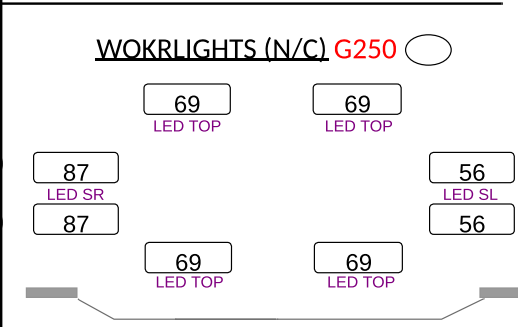 WOKRLIGHTS (N/C) G250
69 69
LED TOP LED TOP
87 56
LED SR LED SL
87 56
69 69
LED TOP LED TOP